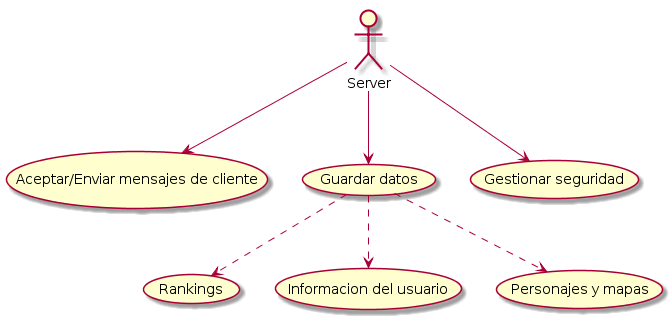 Server
Aceptar/Enviar mensajes de cliente
Guardar datos
Gestionar seguridad
Rankings
Informacion del usuario
Personajes y mapas